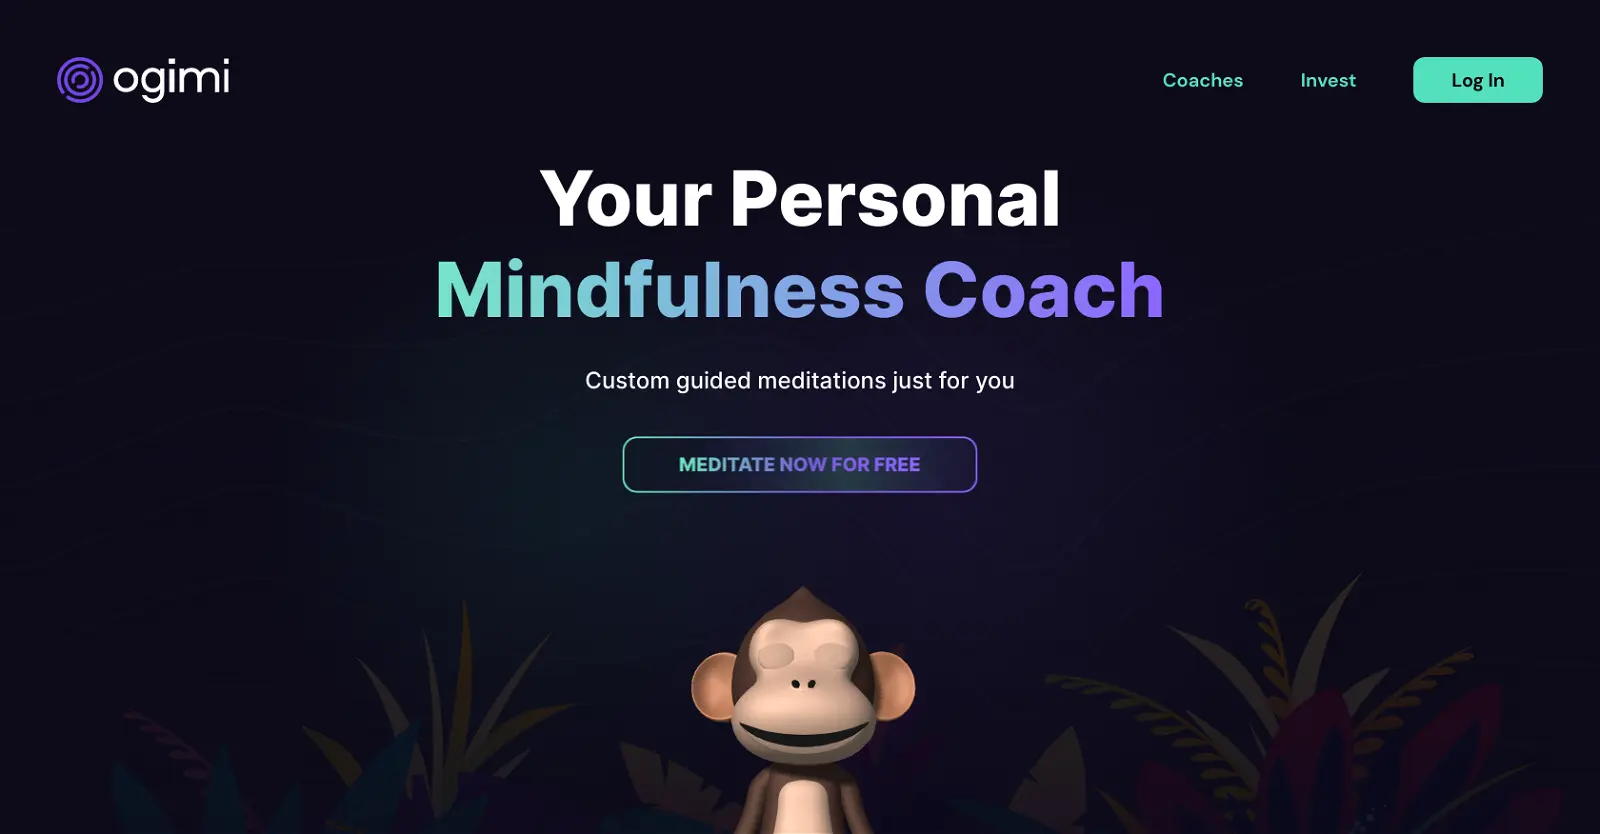 ogimi
Coaches
Invest
Log In
Your Personal
Mindfulness Coach
Custom guided meditations just for you
MEDITATE NOW FOR FREE